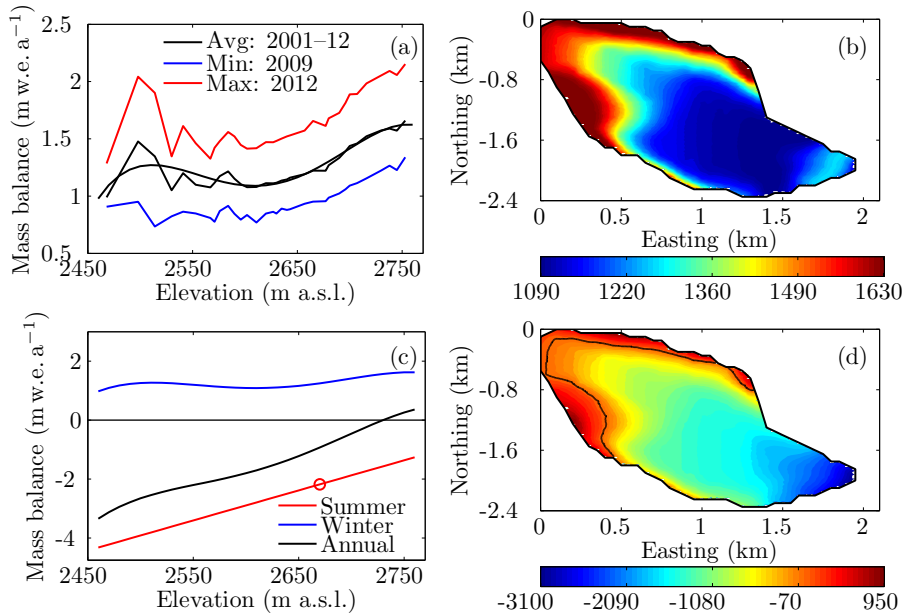 Mass balance (m w.e. a−1)
2.5
2
1.5
1
0.5
Avg: 2001–12
Min: 2009
Max: 2012
(a)
2450
2550
2650
2750
Elevation (m a.s.l.)
Northing (km)
0
-0.8
-1.6
-2.4
(b)
0
0.5
1
1.5
2
Easting (km)
1090
1220
1360
1490
1630
Mass balance (m w.e. a−1)
2
0
-2
-4
(c)
Summer
Winter
Annual
2450
2550
2650
2750
Elevation (m a.s.l.)
Northing (km)
0
-0.8
-1.6
-2.4
(d)
0
0.5
1
1.5
2
Easting (km)
-3100
-2090
-1080
-70
950